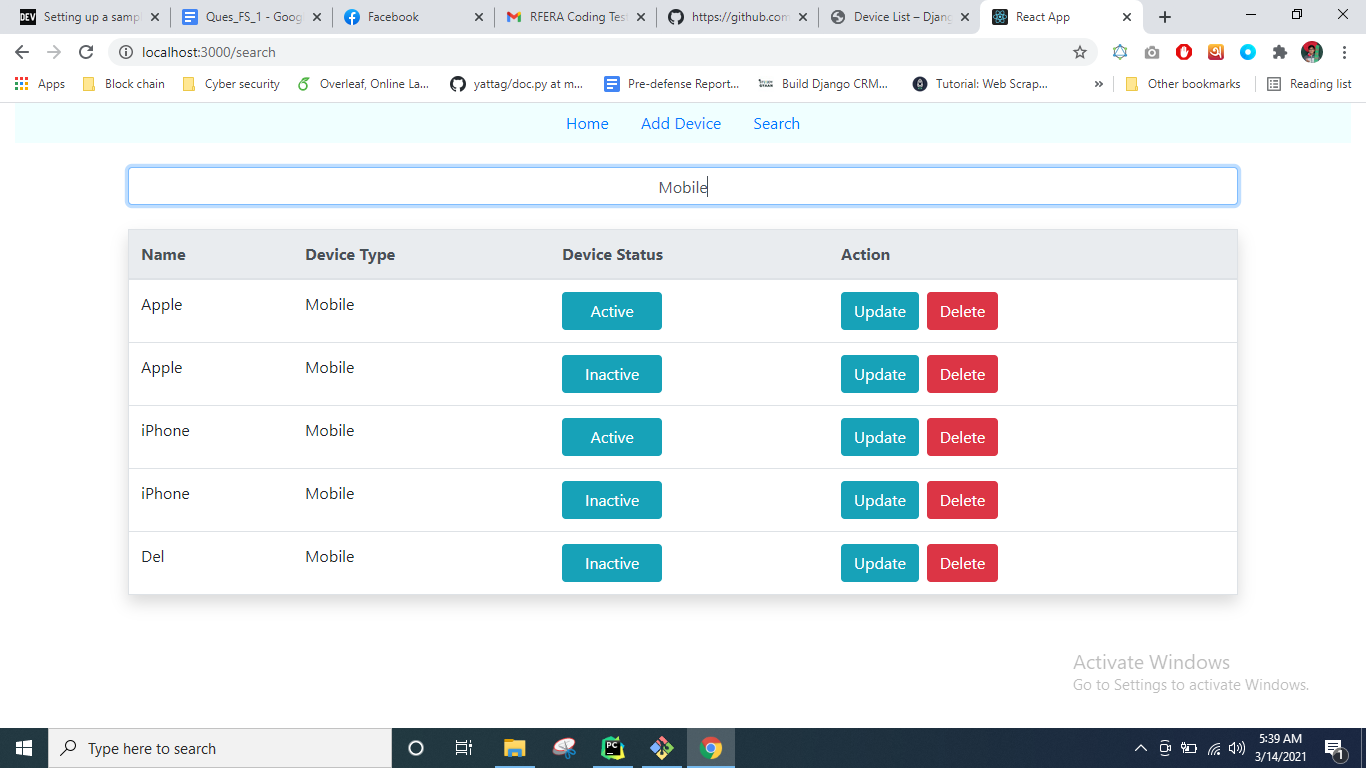 DEV Setting up a sampl
Ques_FS_1 - Goog
Facebook
RFERA Coding Test
https://github.com
Device List – Djang
React App
localhost:3000/search
Apps
Block chain
Cyber security
Overleaf, Online La...
yattag/doc.py at m...
Pre-defense Report...
Build Django CRM...
Tutorial: Web Scrap...
»
Other bookmarks
Reading list
Home Add Device Search
Mobile
Name Device Type Device Status Action
Apple Mobile Active Update Delete
Apple Mobile Inactive Update Delete
iPhone Mobile Active Update Delete
iPhone Mobile Inactive Update Delete
Del Mobile Inactive Update Delete
Activate Windows
Go to Settings to activate Windows.
Type here to search
PC
5:39 AM
3/14/2021
1